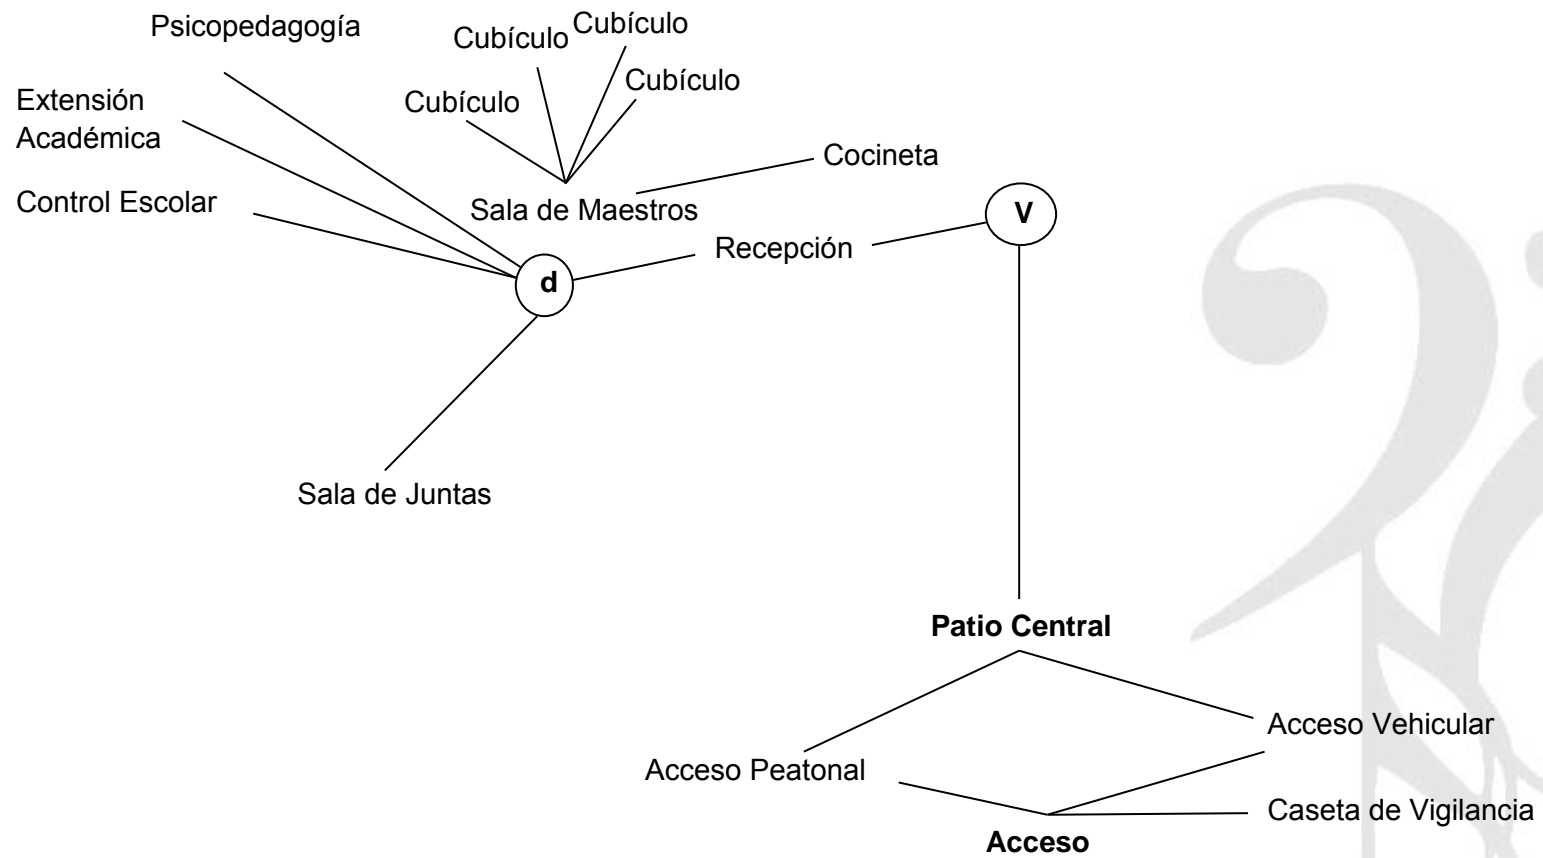 Psicopedagogía
Cubículo
Cubículo
Cubículo
Cubículo
Extensión
Académica
Cocineta
Control Escolar
Sala de Maestros
V
Recepción
d
Sala de Juntas
Patio Central
Acceso Vehicular
Acceso Peatonal
Caseta de Vigilancia
Acceso